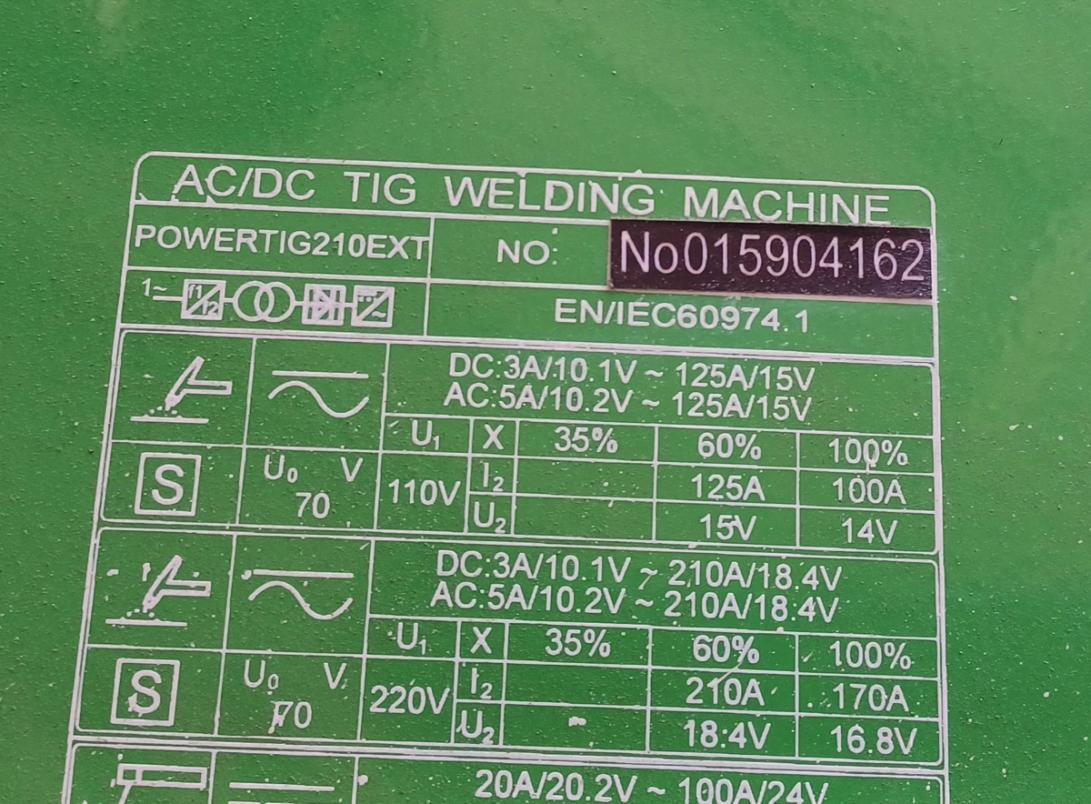 AC/DC TIG WELDING MACHINE
POWERTIG210EXT NO: No015904162
1~ f1 f2 EN/IEC60974.1
DC:3A/10.1V ~ 125A/15V
AC:5A/10.2V ~ 125A/15V
U1 X 35% 60% 100%
S U0 V 70 110V I2 125A 100A
U2 15V 14V
DC:3A/10.1V ~ 210A/18.4V
AC:5A/10.2V ~ 210A/18.4V
U1 X 35% 60% 100%
S U0 V 70 220V I2 210A 170A
U2 18.4V 16.8V
20A/20.2V ~ 100A/24V